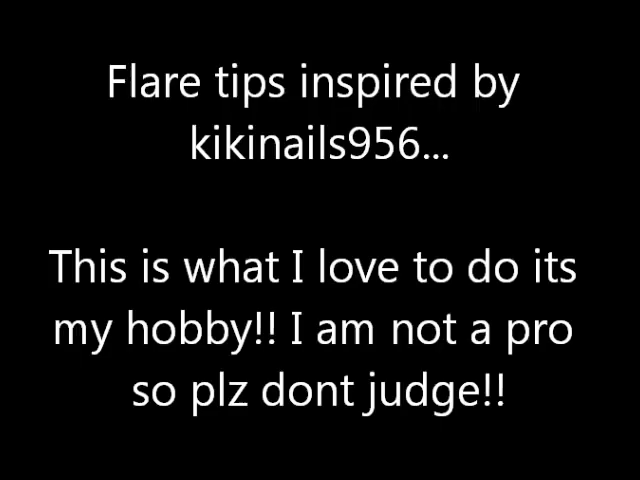 Flare tips inspired by
kikinails956...
This is what I love to do its
my hobby!! I am not a pro
so plz dont judge!!